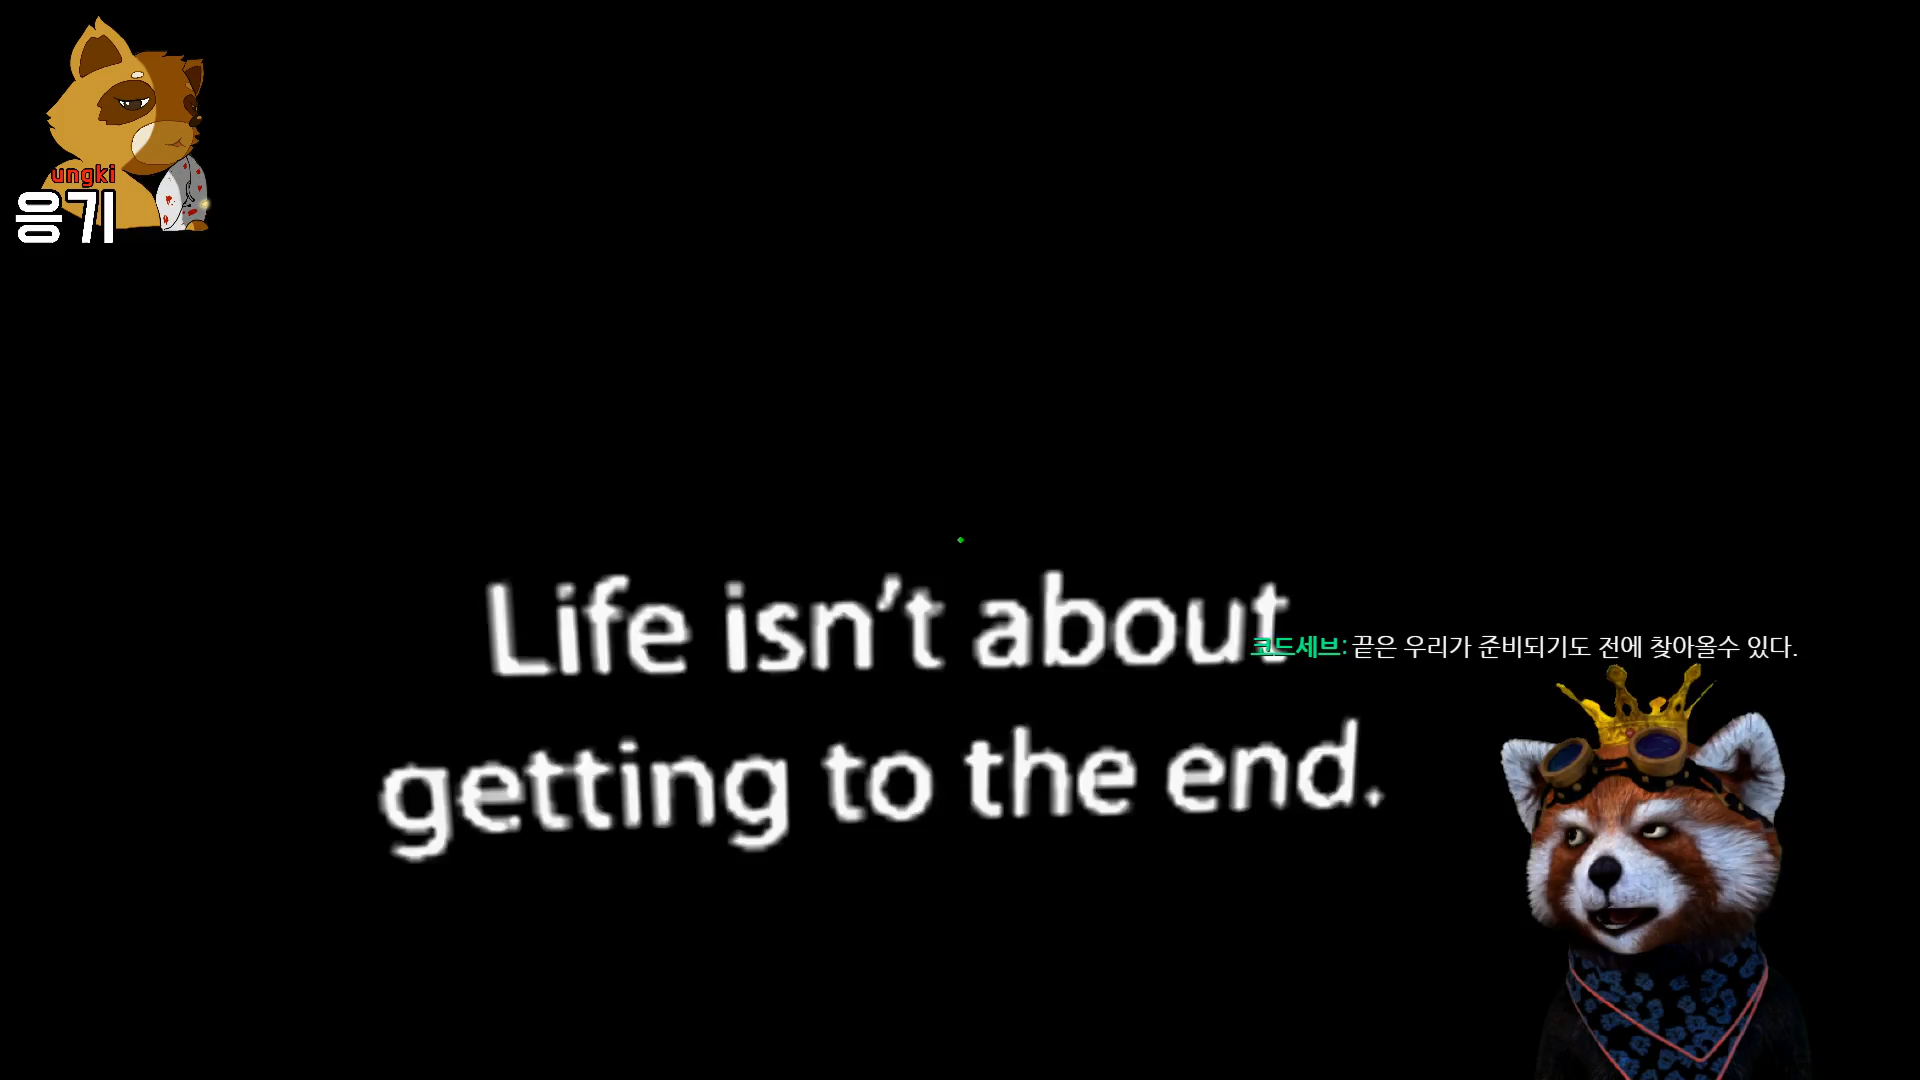 ungki
응기
Life isn't about
코드세브: 끝은 우리가 준비되기도 전에 찾아올수 있다.
getting to the end.